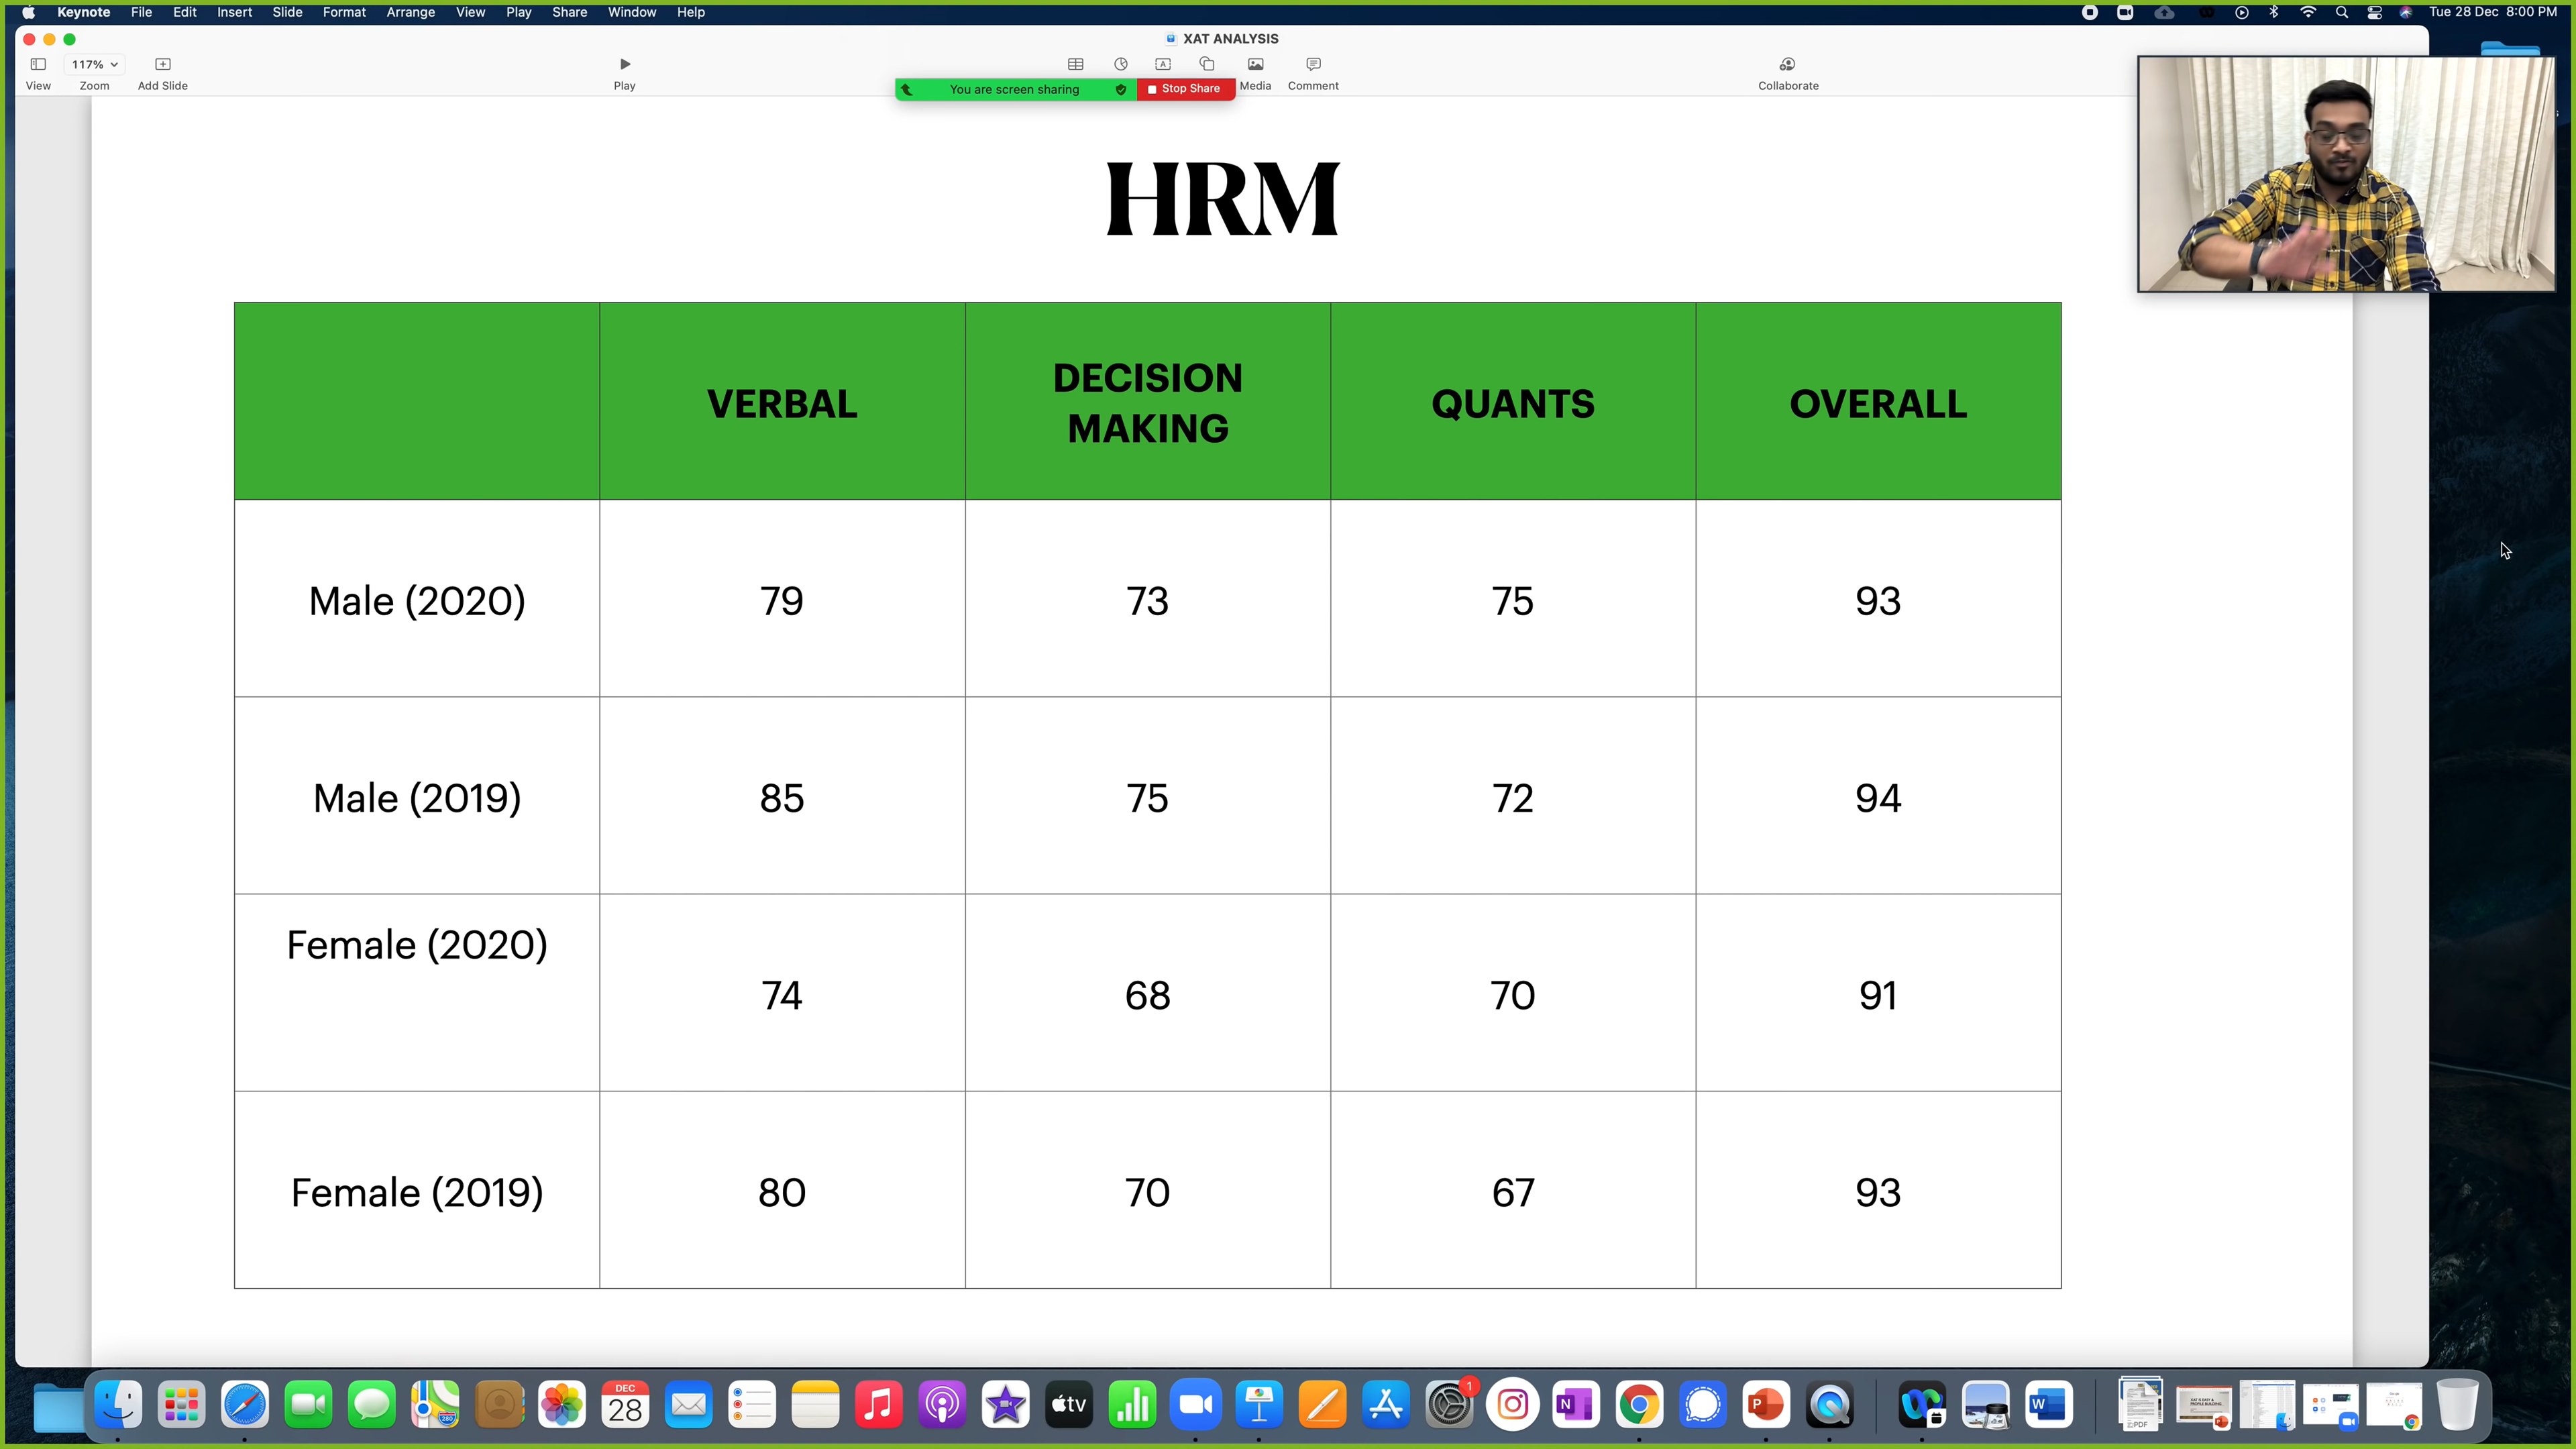 Keynote File Edit Insert Slide Format Arrange View Play Share Window Help
Tue 28 Dec 8:00 PM
XAT ANALYSIS
117%
View Zoom Add Slide Play Media Comment Collaborate
You are screen sharing Stop Share
HRM
VERBAL DECISION MAKING QUANTS OVERALL
Male (2020) 79 73 75 93
Male (2019) 85 75 72 94
Female (2020) 74 68 70 91
Female (2019) 80 70 67 93
DEC
28
tv
1
N
P
W
PDF